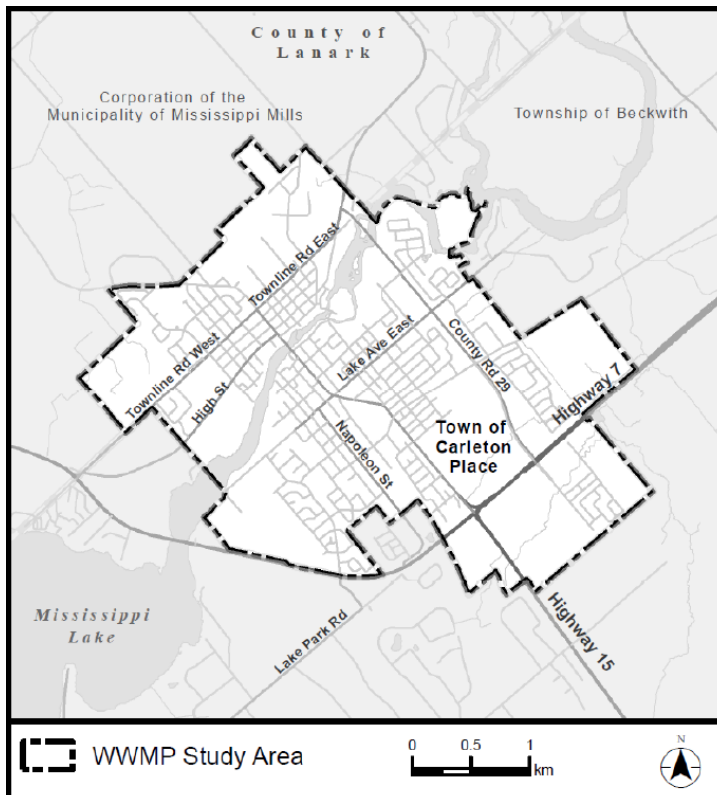 County of
Lanark
Corporation of the
Municipality of Mississippi Mills
Township of Beckwith
Townline Rd East
Townline Rd West
High St
Lake Ave East
County Rd 29
Highway 7
Town of
Carleton
Place
Napoleon St
Mississippi
Lake
Lake Park Rd
Highway 15
WWMP Study Area
0 0.5 1
km
N